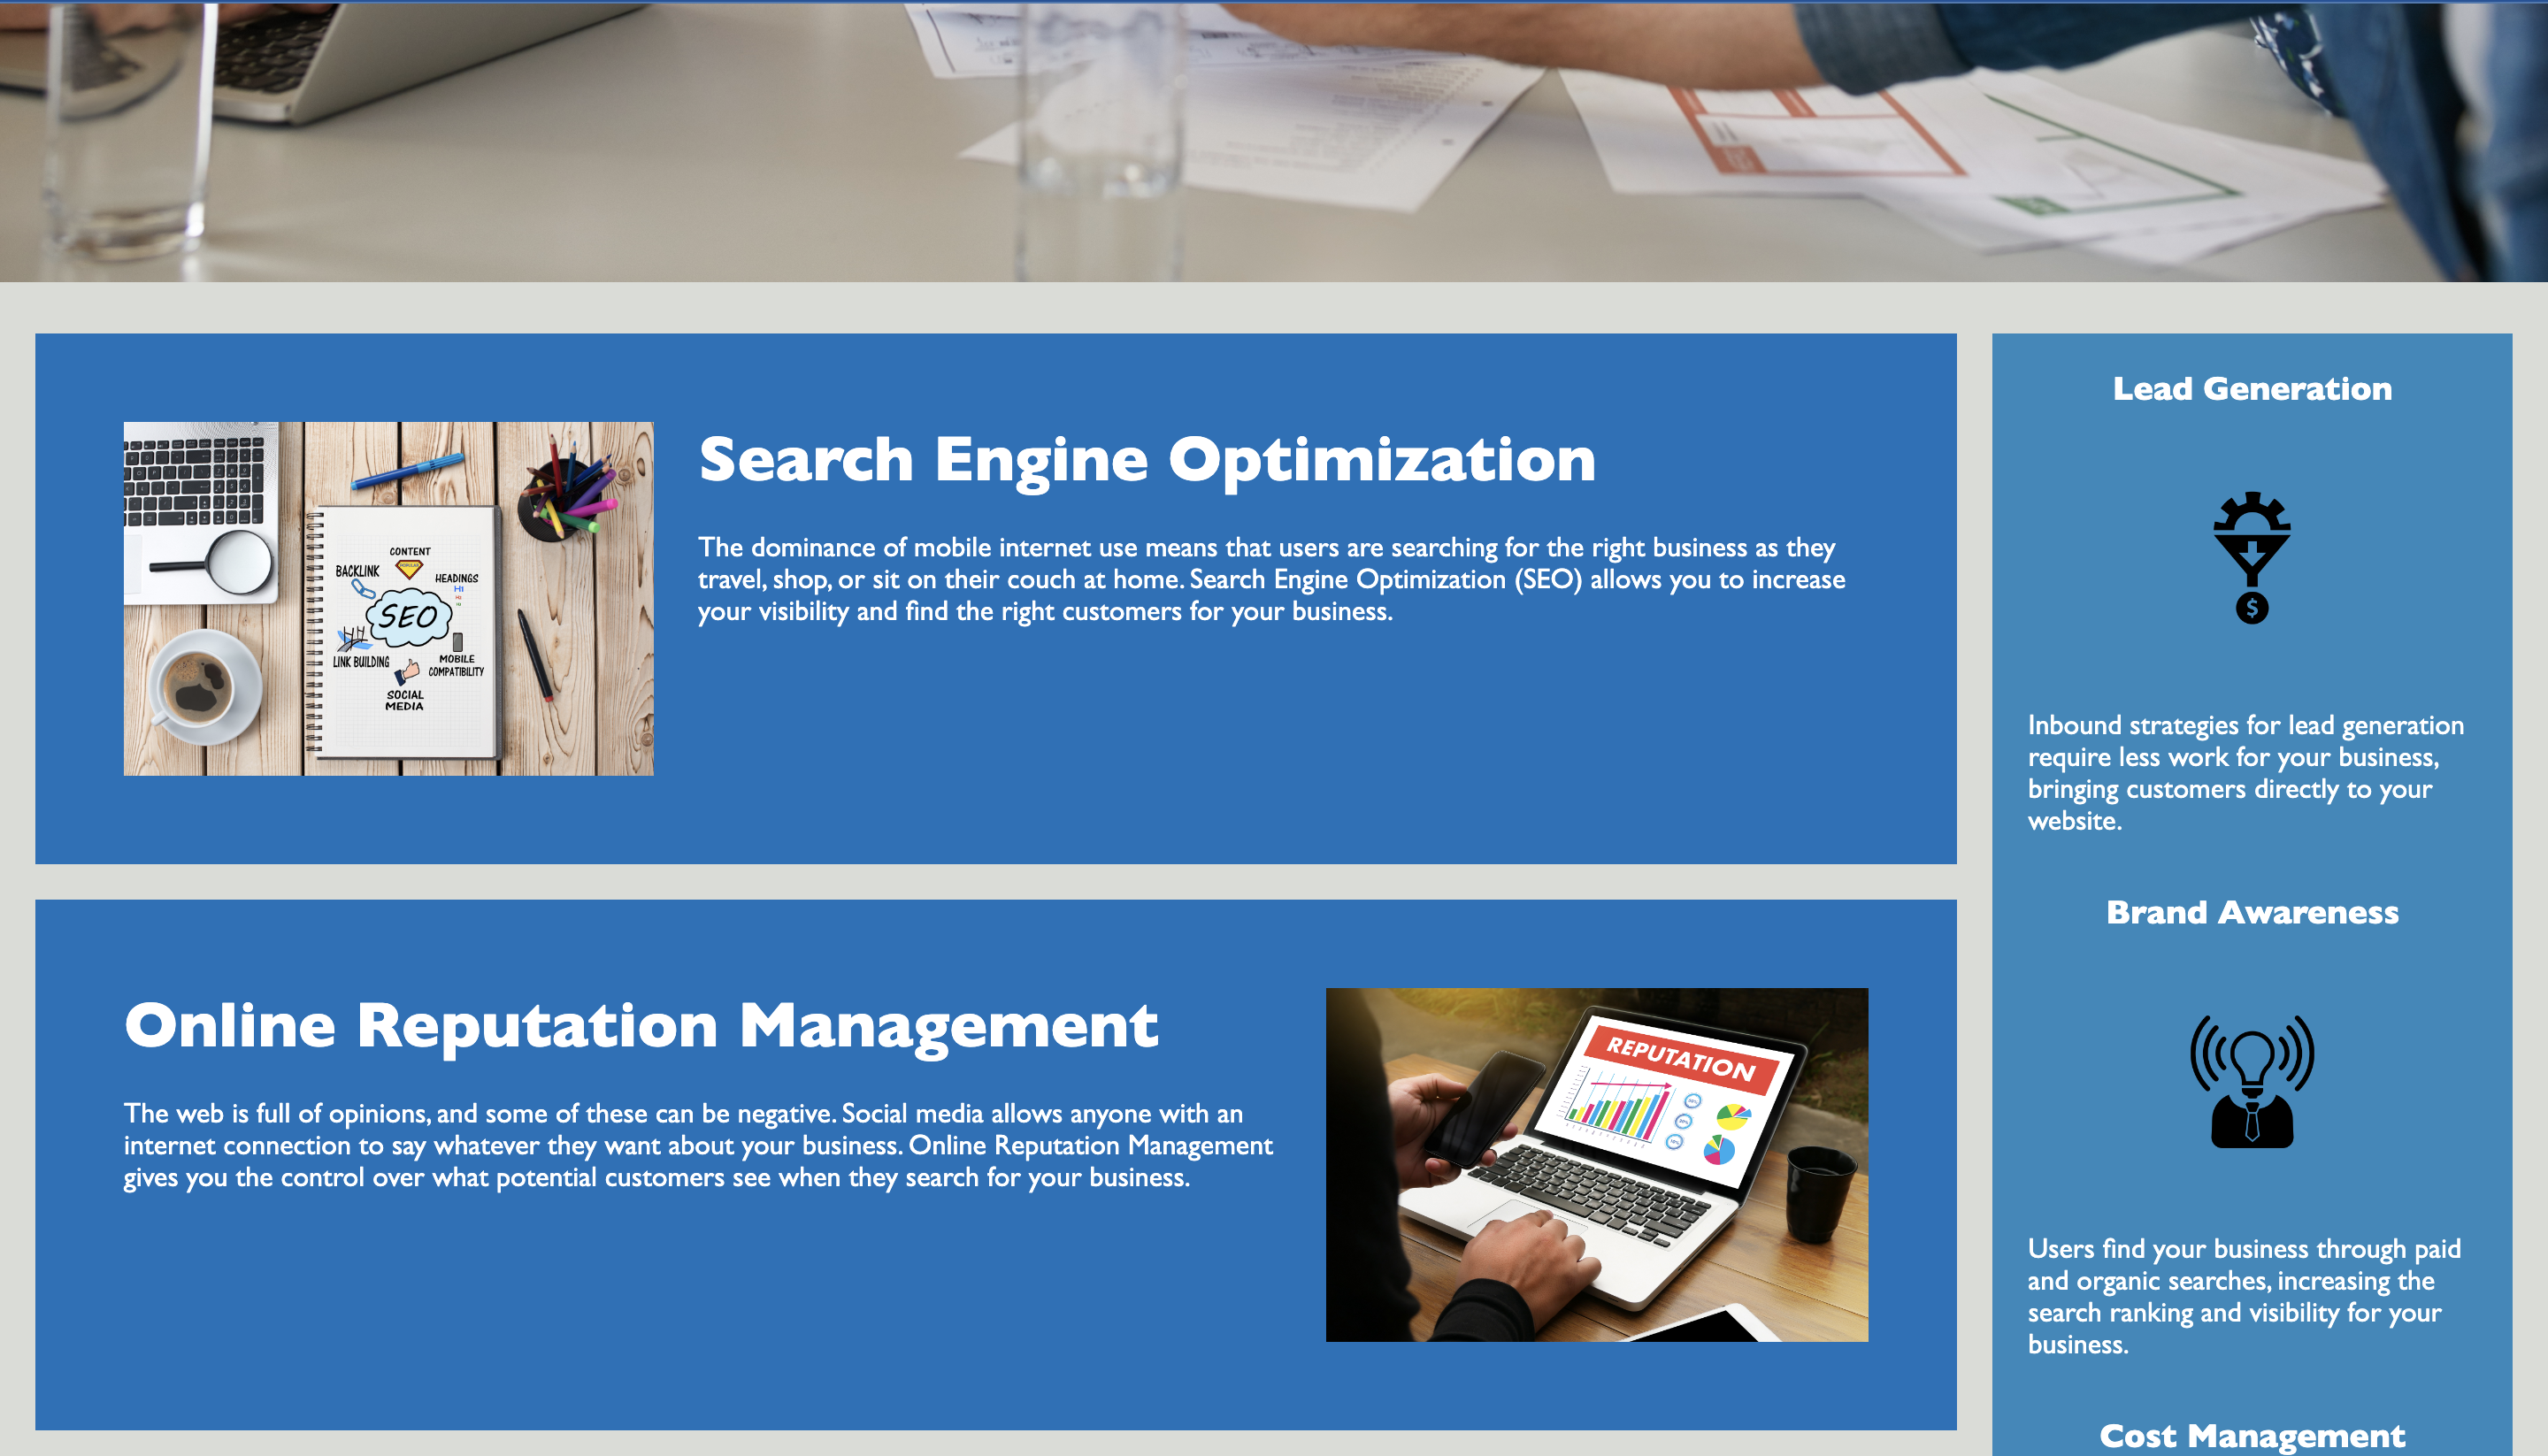 Search Engine Optimization
The dominance of mobile internet use means that users are searching for the right business as they
travel, shop, or sit on their couch at home. Search Engine Optimization (SEO) allows you to increase
your visibility and find the right customers for your business.
CONTENT
BACKLINK
HEADINGS
H1
SEO
LINK BUILDING
MOBILE
COMPATIBILITY
SOCIAL
MEDIA
Online Reputation Management
The web is full of opinions, and some of these can be negative. Social media allows anyone with an
internet connection to say whatever they want about your business. Online Reputation Management
gives you the control over what potential customers see when they search for your business.
REPUTATION
Lead Generation
$
Inbound strategies for lead generation
require less work for your business,
bringing customers directly to your
website.
Brand Awareness
Users find your business through paid
and organic searches, increasing the
search ranking and visibility for your
business.
Cost Management